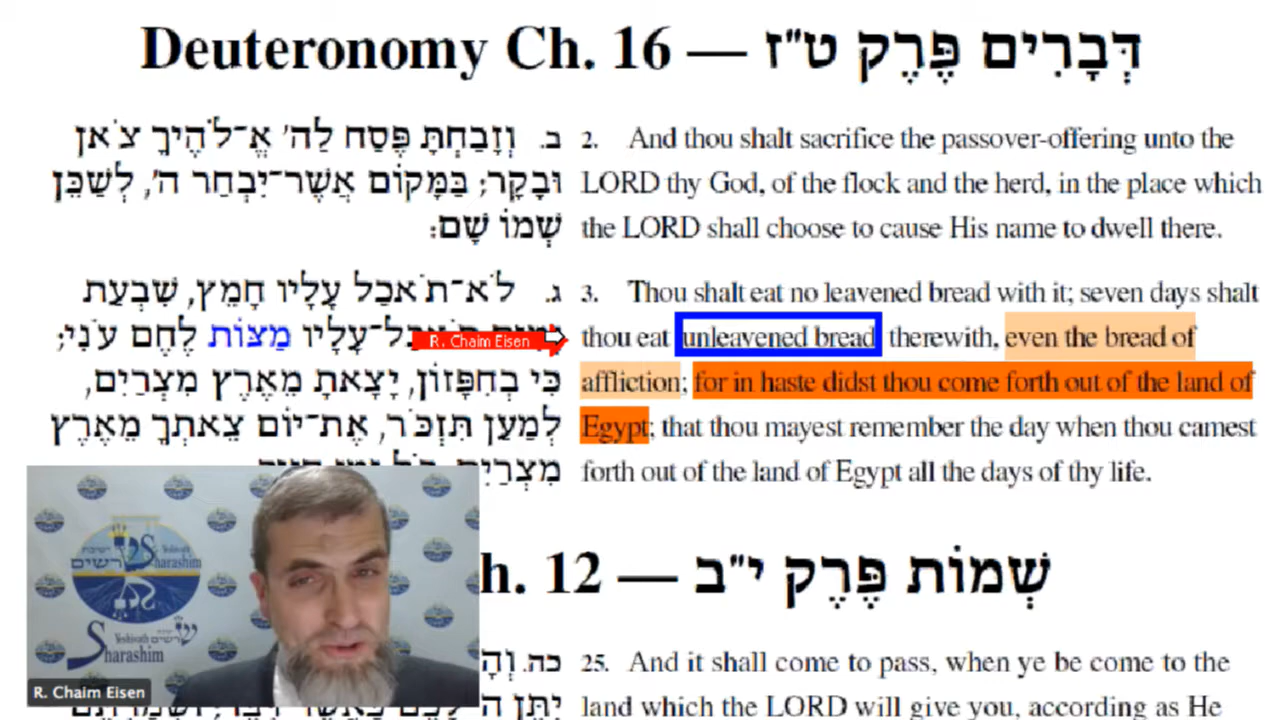 Deuteronomy Ch. 16 — דְּבָרִים פֶּרֶק ט"ז
ב. וְזָבַחְתָּ פֶּסַח לַה' אֱ־לֹהֶיךָ צֹאן
וּבָקָר; בַּמָּקוֹם אֲשֶׁר־יִבְחַר ה', לְשַׁכֵּן
שְׁמוֹ שָׁם:
2. And thou shalt sacrifice the passover-offering unto the
LORD thy God, of the flock and the herd, in the place which
the LORD shall choose to cause His name to dwell there.
ג. לֹא־תֹאכַל עָלָיו חָמֵץ, שִׁבְעַת
עָלָיו מַצּוֹת לֶחֶם עֹנִי;
כִּי בְחִפָּזוֹן, יָצָאתָ מֵאֶרֶץ מִצְרַיִם,
לְמַעַן תִּזְכֹּר, אֶת־יוֹם צֵאתְךָ מֵאֶרֶץ
3. Thou shalt eat no leavened bread with it; seven days shalt
thou eat unleavened bread therewith, even the bread of
affliction; for in haste didst thou come forth out of the land of
Egypt; that thou mayest remember the day when thou camest
forth out of the land of Egypt all the days of thy life.
R. Chaim Eisen
Ch. 12 — שְׁמוֹת פֶּרֶק י"ב
כה.
25. And it shall come to pass, when ye be come to the
land which the LORD will give you, according as He
Yeshivath Sharashim
ישיבת שרשים
R. Chaim Eisen